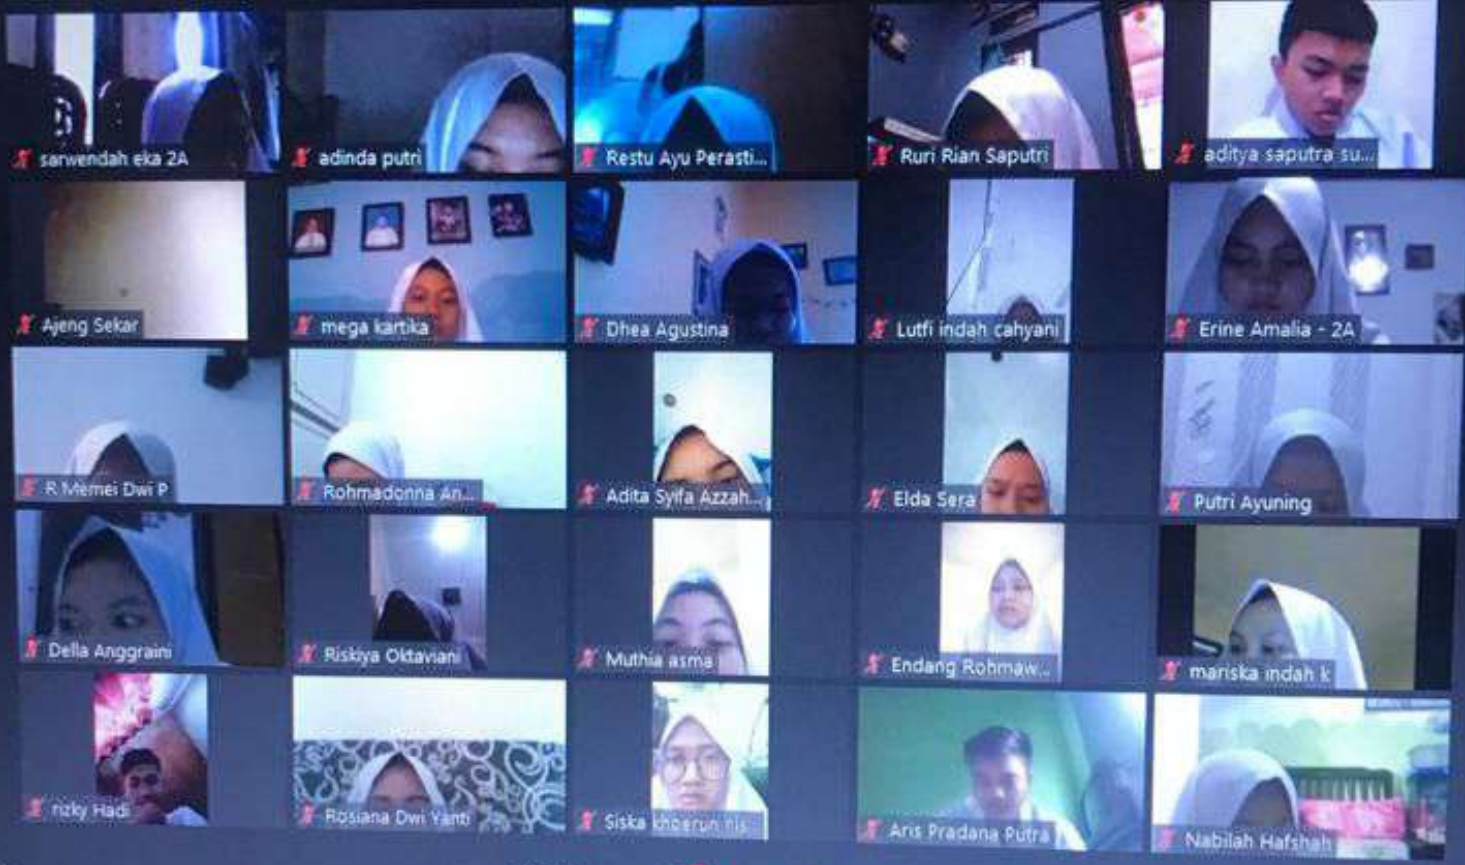 sarwendah eka 2A
adinda putri
Restu Ayu Perasti...
Ruri Rian Saputri
aditya saputra su...
Ajeng Sekar
mega kartika
Dhea Agustina
Lutfi indah cahyani
Erine Amalia - 2A
R Memei Dwi P
Rohmadonna An...
Adita Syifa Azzah...
Elda Sera
Putri Ayuning
Della Anggraini
Riskiya Oktaviani
Muthia asma
Endang Rohmaw...
mariska indah k
rizky Hadi
Rosiana Dwi Yanti
Siska khoerun nis
Aris Pradana Putra
Nabilah Hafshah